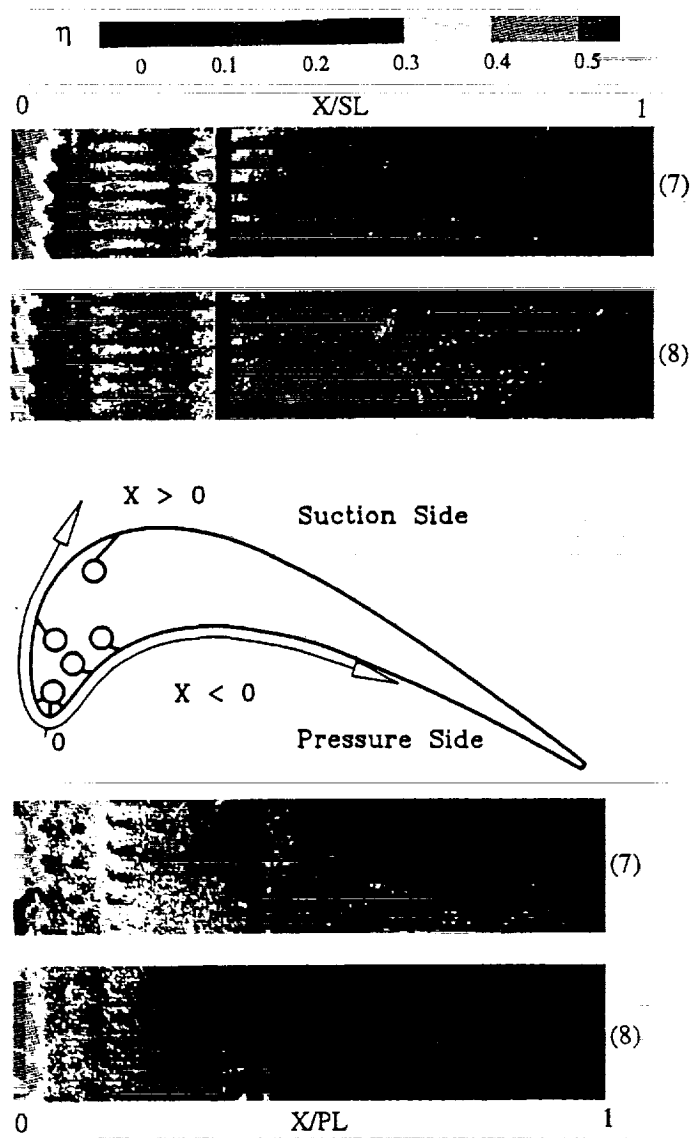 η
0 0.1 0.2 0.3 0.4 0.5
0 X/SL 1
(7)
(8)
X > 0
Suction Side
X < 0
0
Pressure Side
(7)
(8)
0 X/PL 1